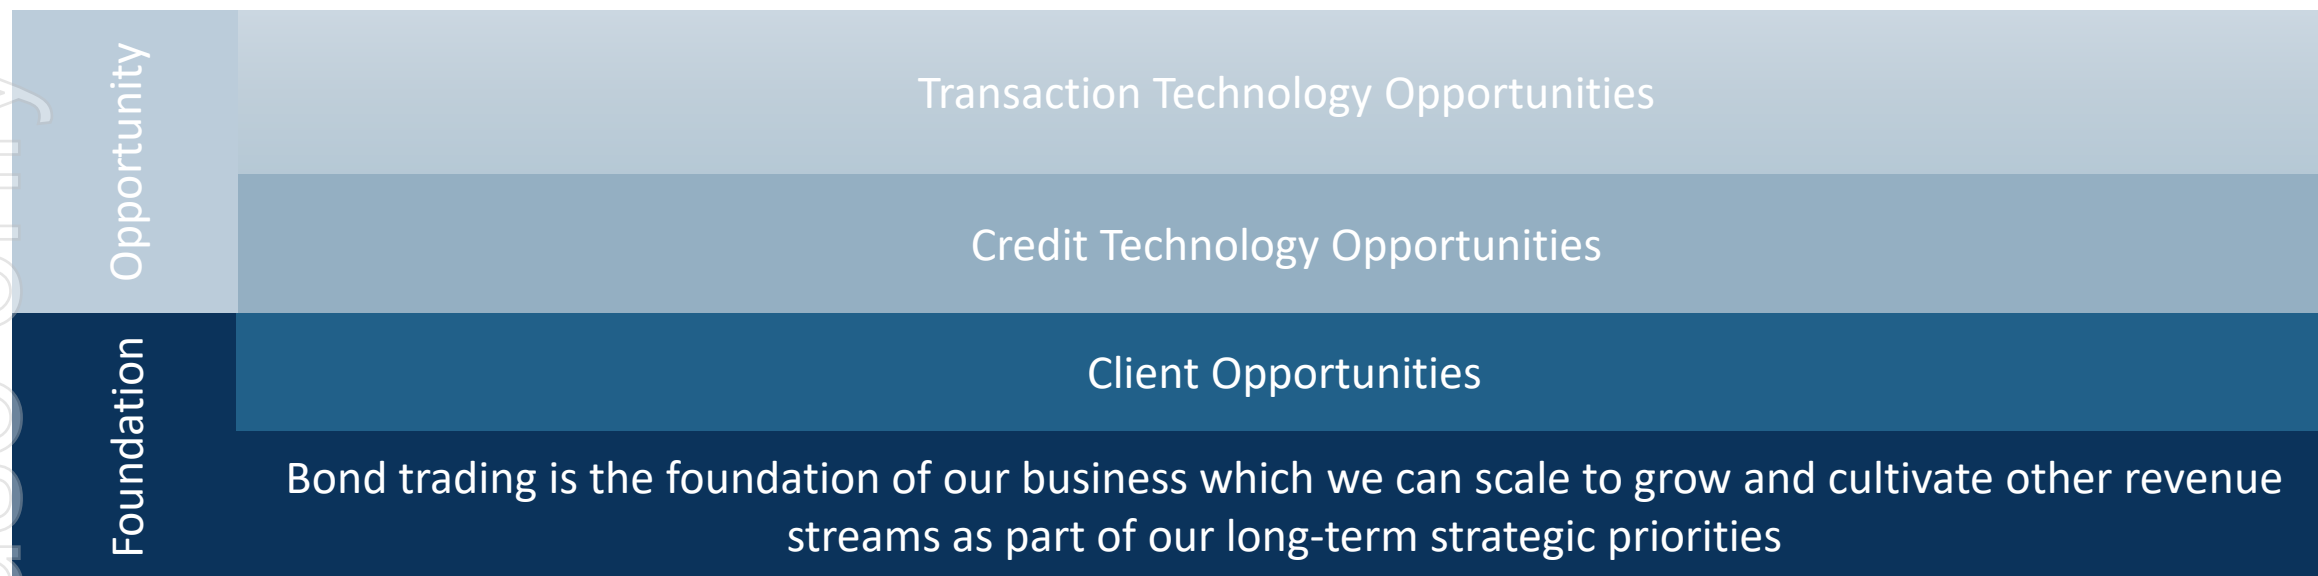 Opportunity
Transaction Technology Opportunities
Credit Technology Opportunities
Foundation
Client Opportunities
Bond trading is the foundation of our business which we can scale to grow and cultivate other revenue
streams as part of our long-term strategic priorities